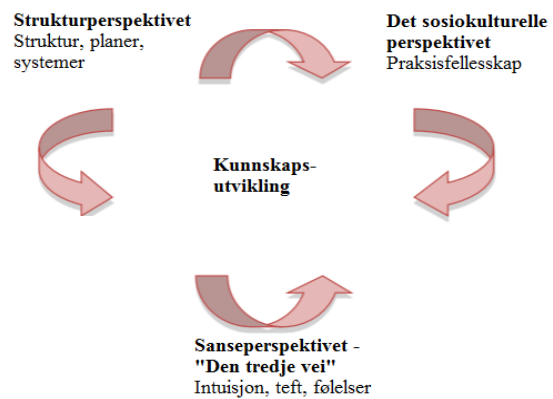 Strukturperspektivet
Struktur, planer,
systemer
Det sosiokulturelle
perspektivet
Praksisfellesskap
Kunnskaps-
utvikling
Sanseperspektivet -
"Den tredje vei"
Intuisjon, teft, følelser